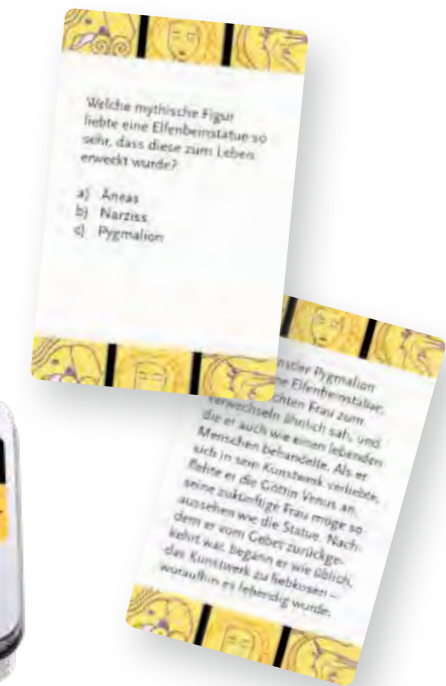 Welche mythische Figur
liebte eine Elfenbeinstatue so
sehr, dass diese zum Leben
erweckt wurde?
a) Äneas
b) Narziss
c) Pygmalion
Pygmalion
Elfenbeinstatue,
chten Frau zum
Verwechseln ähnlich sah, und
die er auch wie einen lebenden
Menschen behandelte. Als er
sich in sein Kunstwerk verliebte,
flehte er die Göttin Venus an,
seine zukünftige Frau möge so
aussehen wie die Statue. Nach-
dem er vom Gebet zurückge-
kehrt war, begann er wie üblich,
das Kunstwerk zu liebkosen –
woraufhin es lebendig wurde.